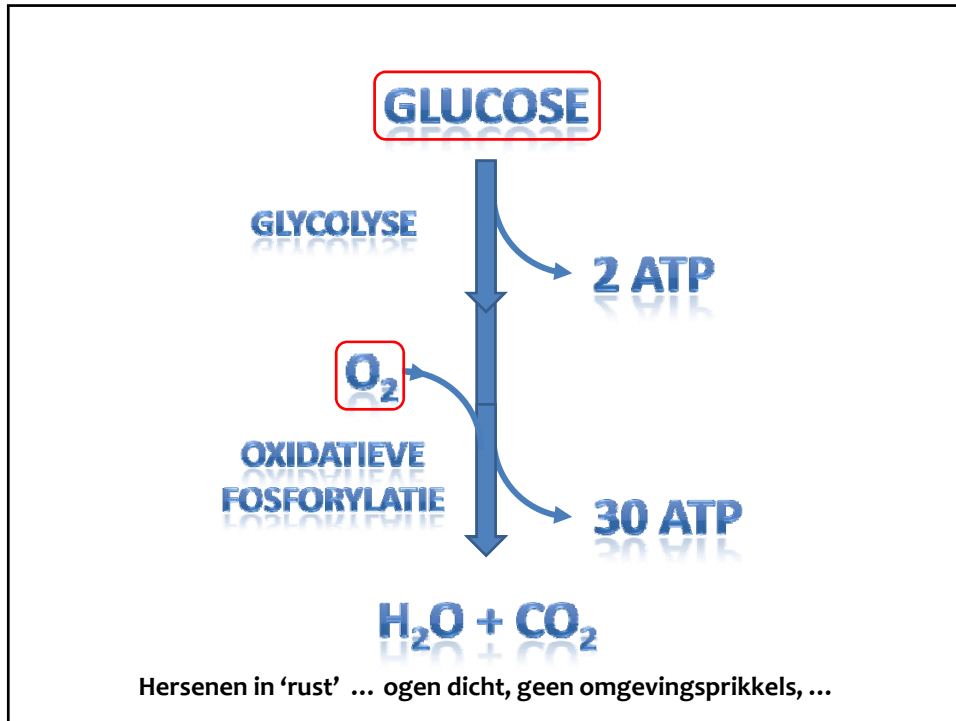 GLUCOSE
GLYCOLYSE
2 ATP
O₂
OXIDATIEVE
FOSFORYLATIE
30 ATP
H₂O + CO₂
Hersenen in ‘rust’ … ogen dicht, geen omgevingsprikkels, …